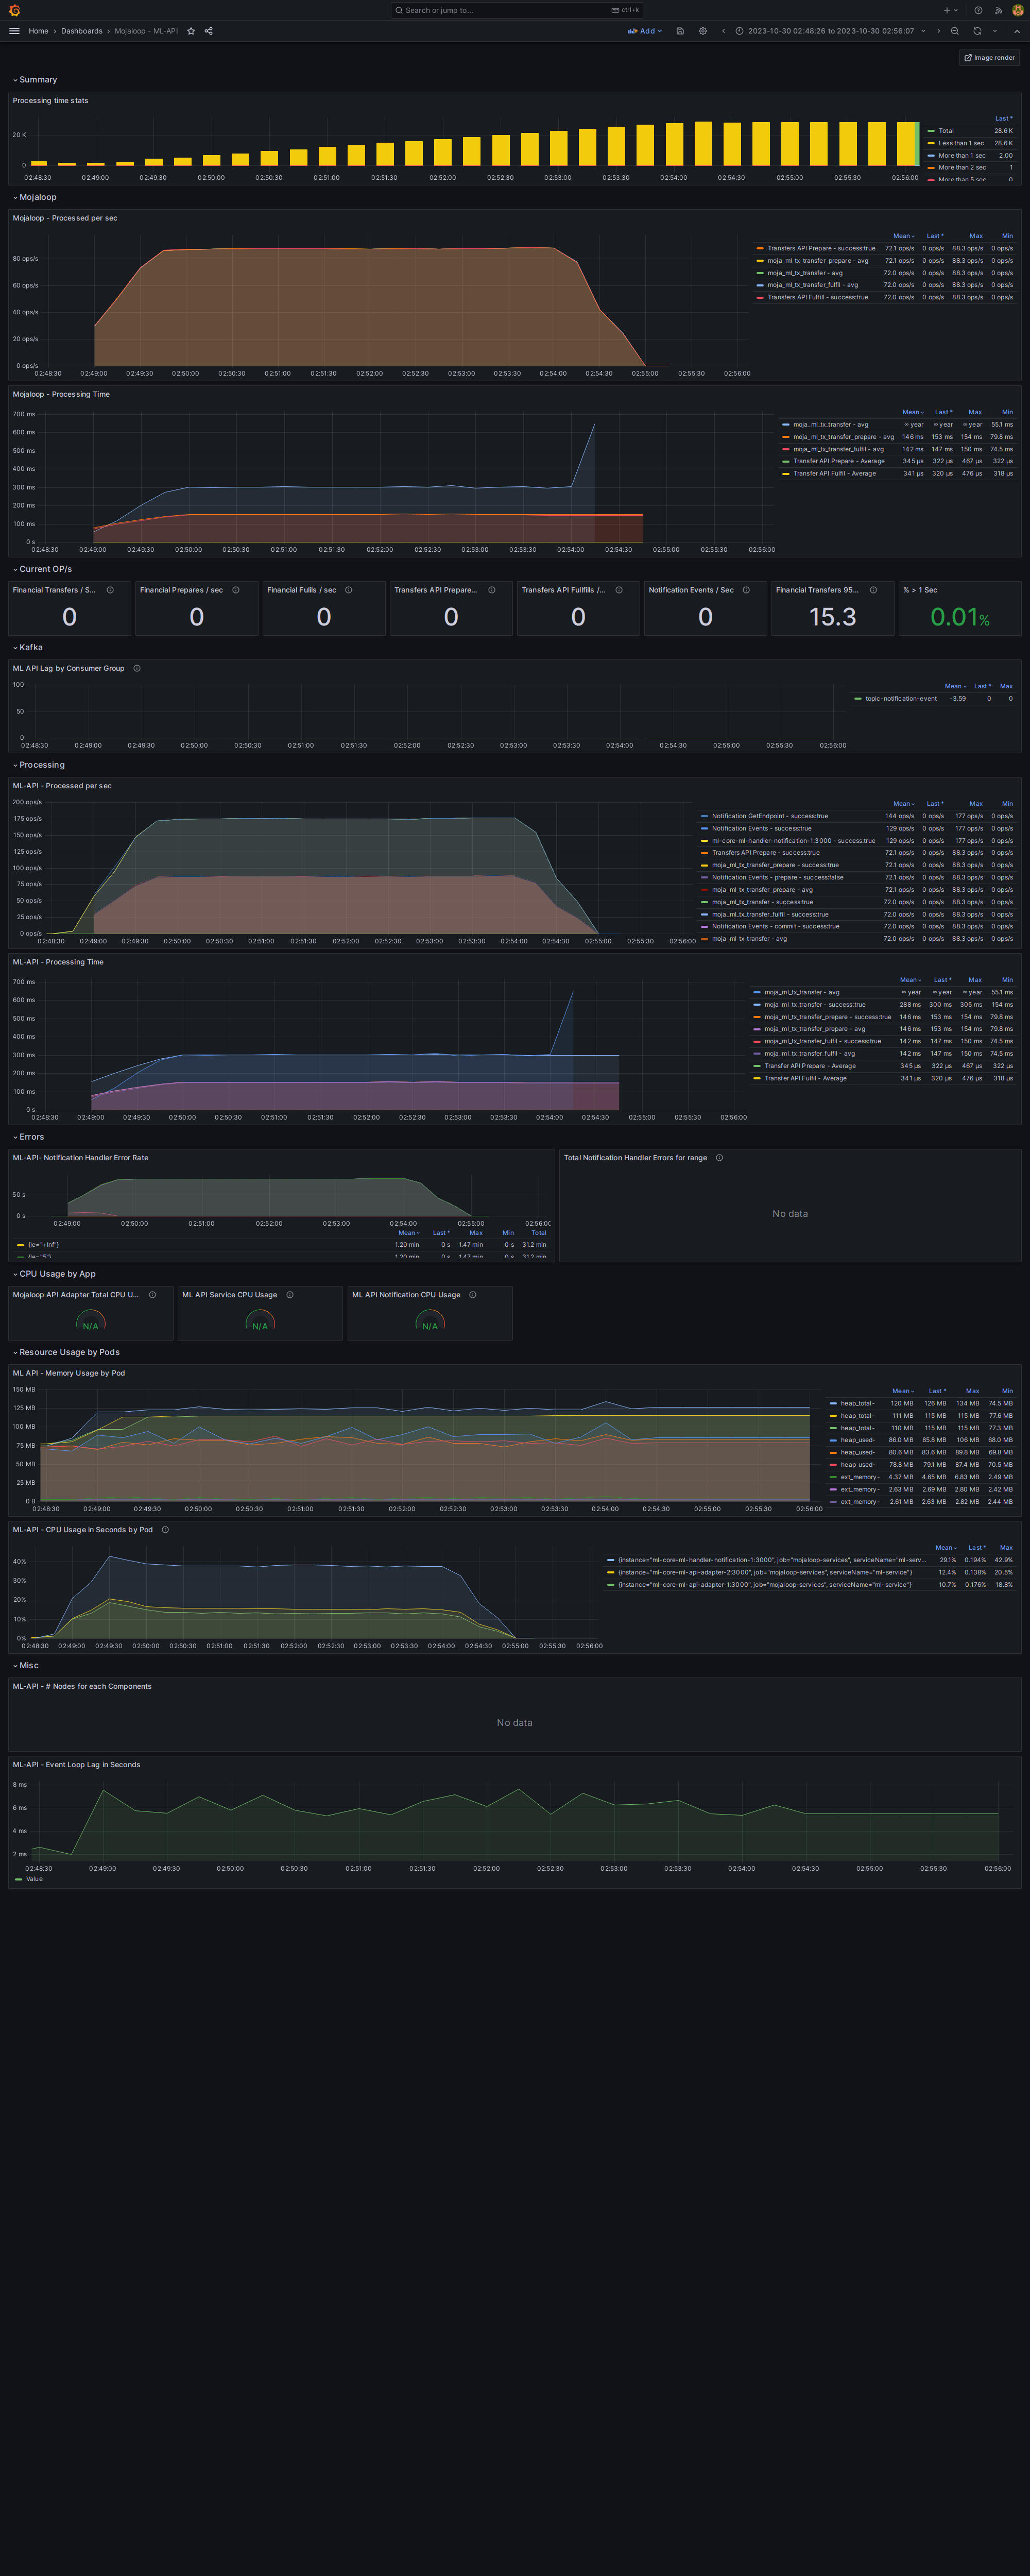 Search or jump to... ctrl+k
Home › Dashboards › Mojaloop - ML-API Add 2023-10-30 02:48:26 to 2023-10-30 02:56:07
Image render
Summary
Processing time stats
20 K
0
02:48:30 02:49:00 02:49:30 02:50:00 02:50:30 02:51:00 02:51:30 02:52:00 02:52:30 02:53:00 02:53:30 02:54:00 02:54:30 02:55:00 02:55:30 02:56:00
Last *
Total 28.6 K
Less than 1 sec 28.6 K
More than 1 sec 2.00
More than 2 sec 1
More than 5 sec 0
Mojaloop
Mojaloop - Processed per sec
80 ops/s
60 ops/s
40 ops/s
20 ops/s
0 ops/s
02:48:30 02:49:00 02:49:30 02:50:00 02:50:30 02:51:00 02:51:30 02:52:00 02:52:30 02:53:00 02:53:30 02:54:00 02:54:30 02:55:00 02:55:30 02:56:00
Mean Last * Max Min
Transfers API Prepare - success:true 72.1 ops/s 0 ops/s 88.3 ops/s 0 ops/s
moja_ml_tx_transfer_prepare - avg 72.1 ops/s 0 ops/s 88.3 ops/s 0 ops/s
moja_ml_tx_transfer - avg 72.0 ops/s 0 ops/s 88.3 ops/s 0 ops/s
moja_ml_tx_transfer_fulfil - avg 72.0 ops/s 0 ops/s 88.3 ops/s 0 ops/s
Transfers API Fulfill - success:true 72.0 ops/s 0 ops/s 88.3 ops/s 0 ops/s
Mojaloop - Processing Time
700 ms
600 ms
500 ms
400 ms
300 ms
200 ms
100 ms
0 s
02:48:30 02:49:00 02:49:30 02:50:00 02:50:30 02:51:00 02:51:30 02:52:00 02:52:30 02:53:00 02:53:30 02:54:00 02:54:30 02:55:00 02:55:30 02:56:00
Mean Last * Max Min
moja_ml_tx_transfer - avg ∞ year ∞ year ∞ year 55.1 ms
moja_ml_tx_transfer_prepare - avg 146 ms 153 ms 154 ms 79.8 ms
moja_ml_tx_transfer_fulfil - avg 142 ms 147 ms 150 ms 74.5 ms
Transfer API Prepare - Average 345 µs 322 µs 467 µs 322 µs
Transfer API Fulfil - Average 341 µs 320 µs 476 µs 318 µs
Current OP/s
Financial Transfers / S... Financial Prepares / sec Financial Fulils / sec Transfers API Prepare... Transfers API Fullfills /... Notification Events / Sec Financial Transfers 95... % > 1 Sec
0 0 0 0 0 0 15.3 0.01%
Kafka
ML API Lag by Consumer Group
100
50
0
02:48:30 02:49:00 02:49:30 02:50:00 02:50:30 02:51:00 02:51:30 02:52:00 02:52:30 02:53:00 02:53:30 02:54:00 02:54:30 02:55:00 02:55:30 02:56:00
Mean Last * Max
topic-notification-event -3.59 0 0
Processing
ML-API - Processed per sec
200 ops/s
175 ops/s
150 ops/s
125 ops/s
100 ops/s
75 ops/s
50 ops/s
25 ops/s
0 ops/s
02:48:30 02:49:00 02:49:30 02:50:00 02:50:30 02:51:00 02:51:30 02:52:00 02:52:30 02:53:00 02:53:30 02:54:00 02:54:30 02:55:00 02:55:30 02:56:00
Mean Last * Max Min
Notification GetEndpoint - success:true 144 ops/s 0 ops/s 177 ops/s 0 ops/s
Notification Events - success:true 129 ops/s 0 ops/s 177 ops/s 0 ops/s
ml-core-ml-handler-notification-1:3000 - success:true 129 ops/s 0 ops/s 177 ops/s 0 ops/s
Transfers API Prepare - success:true 72.1 ops/s 0 ops/s 88.3 ops/s 0 ops/s
moja_ml_tx_transfer_prepare - success:true 72.1 ops/s 0 ops/s 88.3 ops/s 0 ops/s
Notification Events - prepare - success:false 72.1 ops/s 0 ops/s 88.3 ops/s 0 ops/s
moja_ml_tx_transfer_prepare - avg 72.1 ops/s 0 ops/s 88.3 ops/s 0 ops/s
moja_ml_tx_transfer - success:true 72.0 ops/s 0 ops/s 88.3 ops/s 0 ops/s
moja_ml_tx_transfer_fulfil - success:true 72.0 ops/s 0 ops/s 88.3 ops/s 0 ops/s
Notification Events - commit - success:true 72.0 ops/s 0 ops/s 88.3 ops/s 0 ops/s
moja_ml_tx_transfer - avg 72.0 ops/s 0 ops/s 88.3 ops/s 0 ops/s
ML-API - Processing Time
700 ms
600 ms
500 ms
400 ms
300 ms
200 ms
100 ms
0 s
02:48:30 02:49:00 02:49:30 02:50:00 02:50:30 02:51:00 02:51:30 02:52:00 02:52:30 02:53:00 02:53:30 02:54:00 02:54:30 02:55:00 02:55:30 02:56:00
Mean Last * Max Min
moja_ml_tx_transfer - avg ∞ year ∞ year ∞ year 55.1 ms
moja_ml_tx_transfer - success:true 288 ms 300 ms 305 ms 154 ms
moja_ml_tx_transfer_prepare - success:true 146 ms 153 ms 154 ms 79.8 ms
moja_ml_tx_transfer_prepare - avg 146 ms 153 ms 154 ms 79.8 ms
moja_ml_tx_transfer_fulfil - success:true 142 ms 147 ms 150 ms 74.5 ms
moja_ml_tx_transfer_fulfil - avg 142 ms 147 ms 150 ms 74.5 ms
Transfer API Prepare - Average 345 µs 322 µs 467 µs 322 µs
Transfer API Fulfil - Average 341 µs 320 µs 476 µs 318 µs
Errors
ML-API- Notification Handler Error Rate
50 s
0 s
02:49:00 02:50:00 02:51:00 02:52:00 02:53:00 02:54:00 02:55:00 02:56:00
Mean Last * Max Min Total
{le="+Inf"} 1.20 min 0 s 1.47 min 0 s 31.2 min
{le="5"} 1.20 min 0 s 1.47 min 0 s 31.2 min
Total Notification Handler Errors for range
No data
CPU Usage by App
Mojaloop API Adapter Total CPU U... ML API Service CPU Usage ML API Notification CPU Usage
N/A N/A N/A
Resource Usage by Pods
ML API - Memory Usage by Pod
150 MB
125 MB
100 MB
75 MB
50 MB
25 MB
0 B
02:48:30 02:49:00 02:49:30 02:50:00 02:50:30 02:51:00 02:51:30 02:52:00 02:52:30 02:53:00 02:53:30 02:54:00 02:54:30 02:55:00 02:55:30 02:56:00
Mean Last * Max Min
heap_total- 120 MB 126 MB 134 MB 74.5 MB
heap_total- 111 MB 115 MB 115 MB 77.6 MB
heap_total- 110 MB 115 MB 115 MB 77.3 MB
heap_used- 86.0 MB 85.8 MB 106 MB 68.0 MB
heap_used- 80.6 MB 83.6 MB 89.8 MB 69.8 MB
heap_used- 78.8 MB 79.1 MB 87.4 MB 70.5 MB
ext_memory- 4.37 MB 4.65 MB 6.83 MB 2.49 MB
ext_memory- 2.63 MB 2.69 MB 2.80 MB 2.42 MB
ext_memory- 2.61 MB 2.63 MB 2.82 MB 2.44 MB
ML-API - CPU Usage in Seconds by Pod
40%
30%
20%
10%
0%
02:48:30 02:49:00 02:49:30 02:50:00 02:50:30 02:51:00 02:51:30 02:52:00 02:52:30 02:53:00 02:53:30 02:54:00 02:54:30 02:55:00 02:55:30 02:56:00
Mean Last * Max
{instance="ml-core-ml-handler-notification-1:3000", job="mojaloop-services", serviceName="ml-serv... 29.1% 0.194% 42.9%
{instance="ml-core-ml-api-adapter-2:3000", job="mojaloop-services", serviceName="ml-service"} 12.4% 0.138% 20.5%
{instance="ml-core-ml-api-adapter-1:3000", job="mojaloop-services", serviceName="ml-service"} 10.7% 0.176% 18.8%
Misc
ML-API - # Nodes for each Components
No data
ML-API - Event Loop Lag in Seconds
8 ms
6 ms
4 ms
2 ms
02:48:30 02:49:00 02:49:30 02:50:00 02:50:30 02:51:00 02:51:30 02:52:00 02:52:30 02:53:00 02:53:30 02:54:00 02:54:30 02:55:00 02:55:30 02:56:00
Value